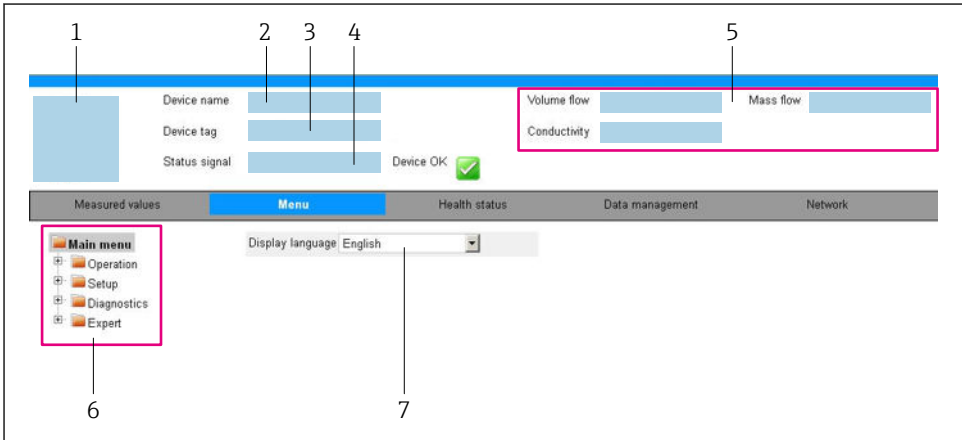 1 2 3 4 5
Device name Volume flow Mass flow
Device tag Conductivity
Status signal Device OK
Measured values Menu Health status Data management Network
Main menu Display language English
Operation
Setup
Diagnostics
Expert
6 7